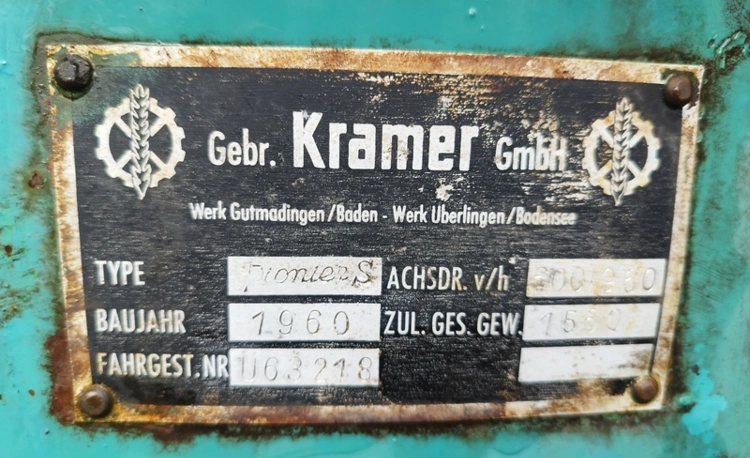 Gebr. Kramer GmbH
Werk Gutmadingen/Baden - Werk Uberlingen/Bodensee
TYPE Pionier S ACHSDR. v/h
BAUJAHR 1960 ZUL. GES. GEW.
FAHRGEST. NR U63218